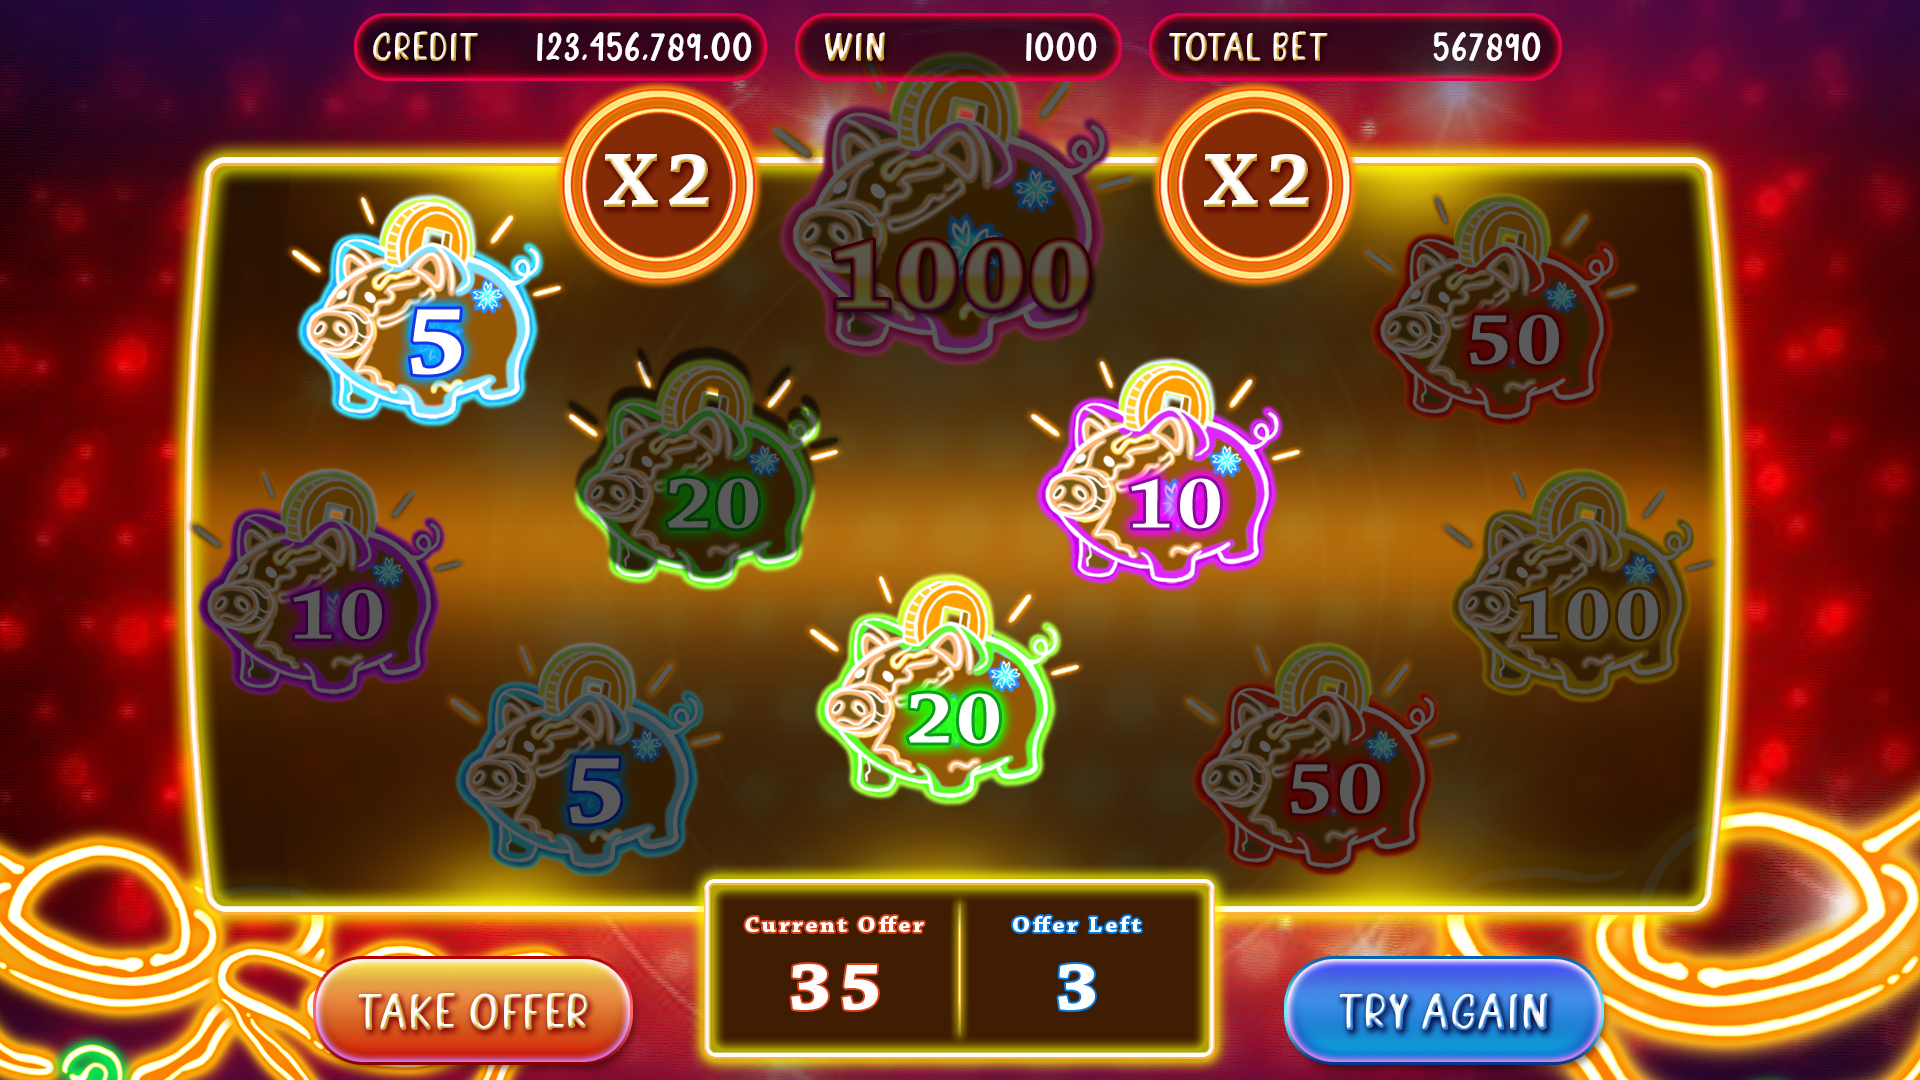 CREDIT 123.456.789.00
WIN 1000
TOTAL BET 567890
X2
X2
1000
5
50
20
10
10
100
20
5
50
Current Offer
35
Offer Left
3
TAKE OFFER
TRY AGAIN